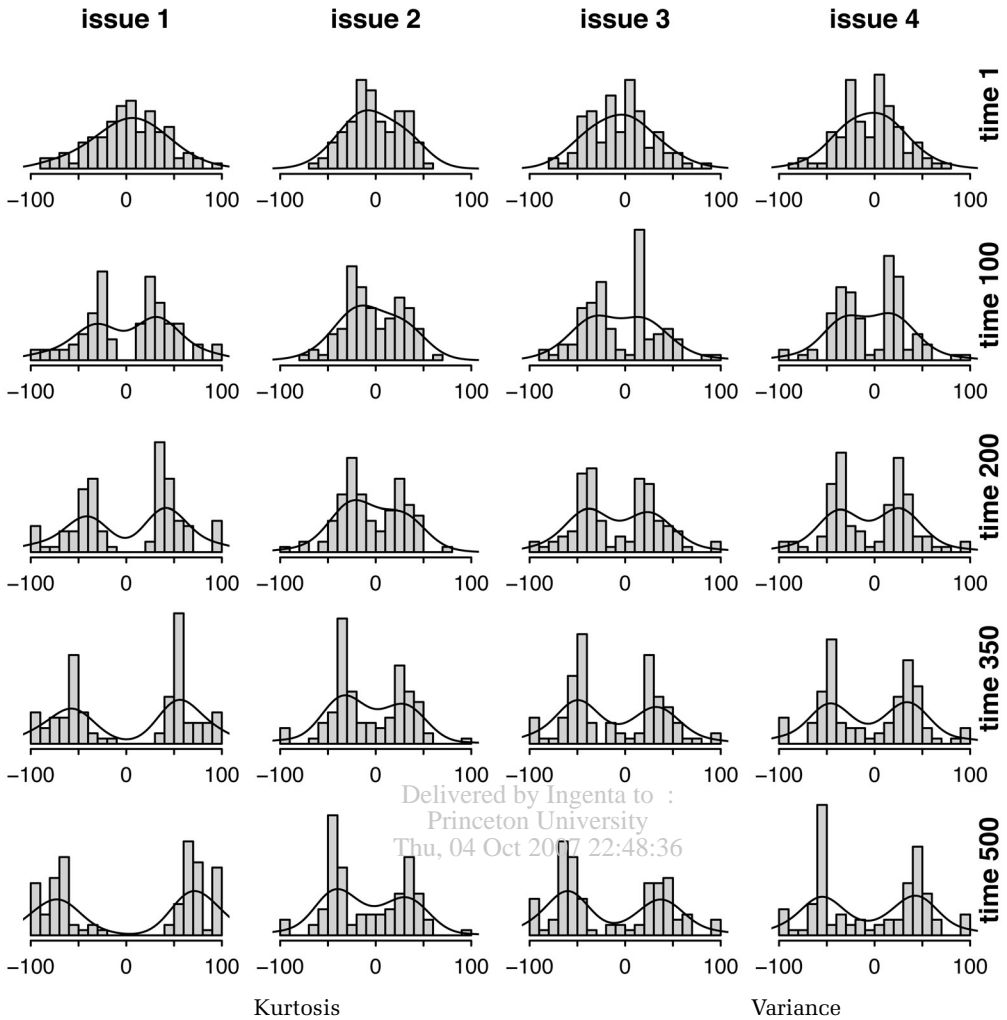 issue 1 issue 2 issue 3 issue 4
time 1
−100 0 100 −100 0 100 −100 0 100 −100 0 100
time 100
−100 0 100 −100 0 100 −100 0 100 −100 0 100
time 200
−100 0 100 −100 0 100 −100 0 100 −100 0 100
time 350
−100 0 100 −100 0 100 −100 0 100 −100 0 100
Delivered by Ingenta to :
Princeton University
Thu, 04 Oct 2007 22:48:36
time 500
−100 0 100 −100 0 100 −100 0 100 −100 0 100
Kurtosis Variance